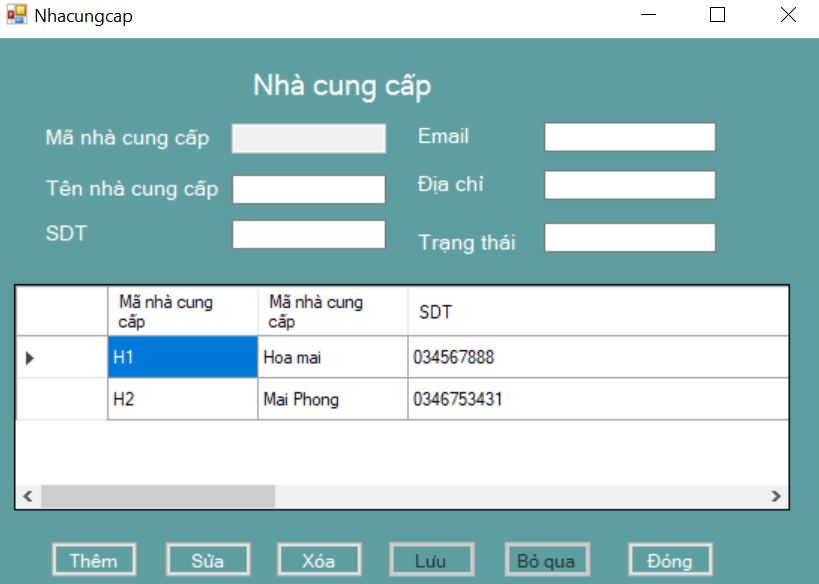 Nhacungcap
Nhà cung cấp
Mã nhà cung cấp
Email
Tên nhà cung cấp
Địa chỉ
SDT
Trạng thái
Mã nhà cung
cấp
Mã nhà cung
cấp
SDT
H1 Hoa mai 034567888
H2 Mai Phong 0346753431
Thêm Sửa Xóa Lưu Bỏ qua Đóng